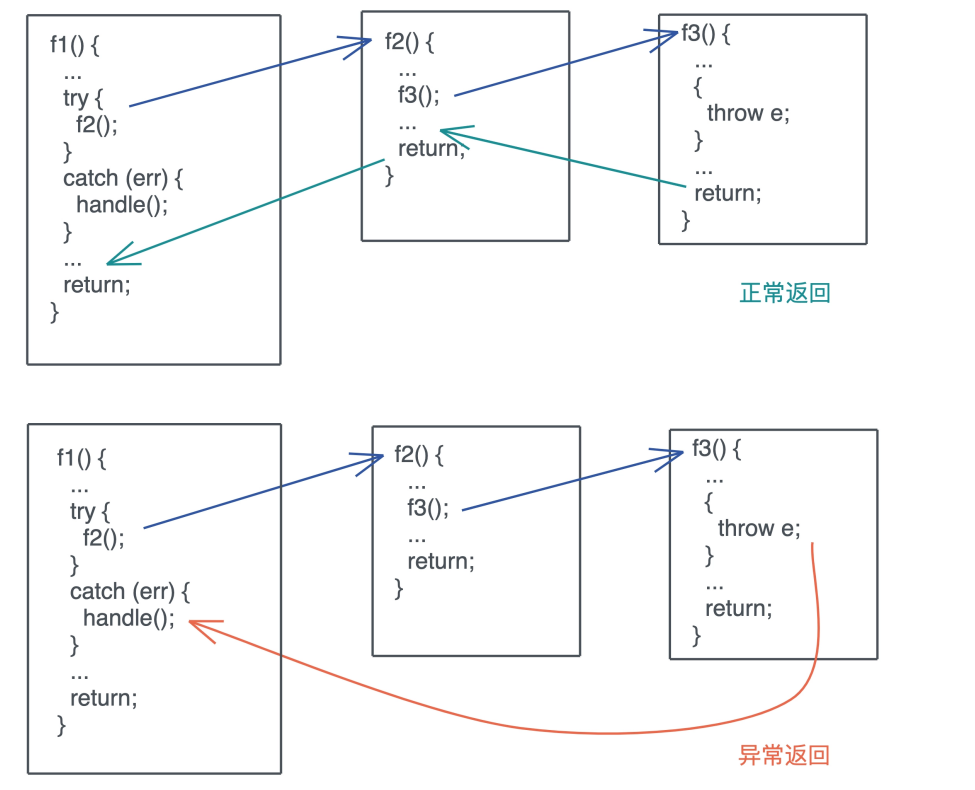 f1() {
...
try {
f2();
}
catch (err) {
handle();
}
...
return;
}
f2() {
...
f3();
...
return;
}
f3() {
...
{
throw e;
}
...
return;
}
正常返回
f1() {
...
try {
f2();
}
catch (err) {
handle();
}
...
return;
}
f2() {
...
f3();
...
return;
}
f3() {
...
{
throw e;
}
...
return;
}
异常返回